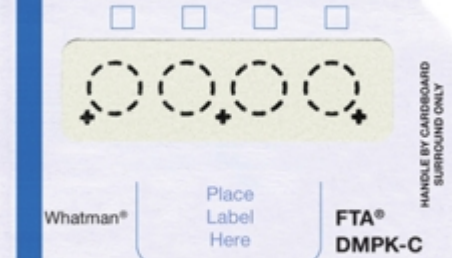 HANDLE BY CARDBOARD
SURROUND ONLY
Place
Whatman® Label FTA®
Here DMPK-C